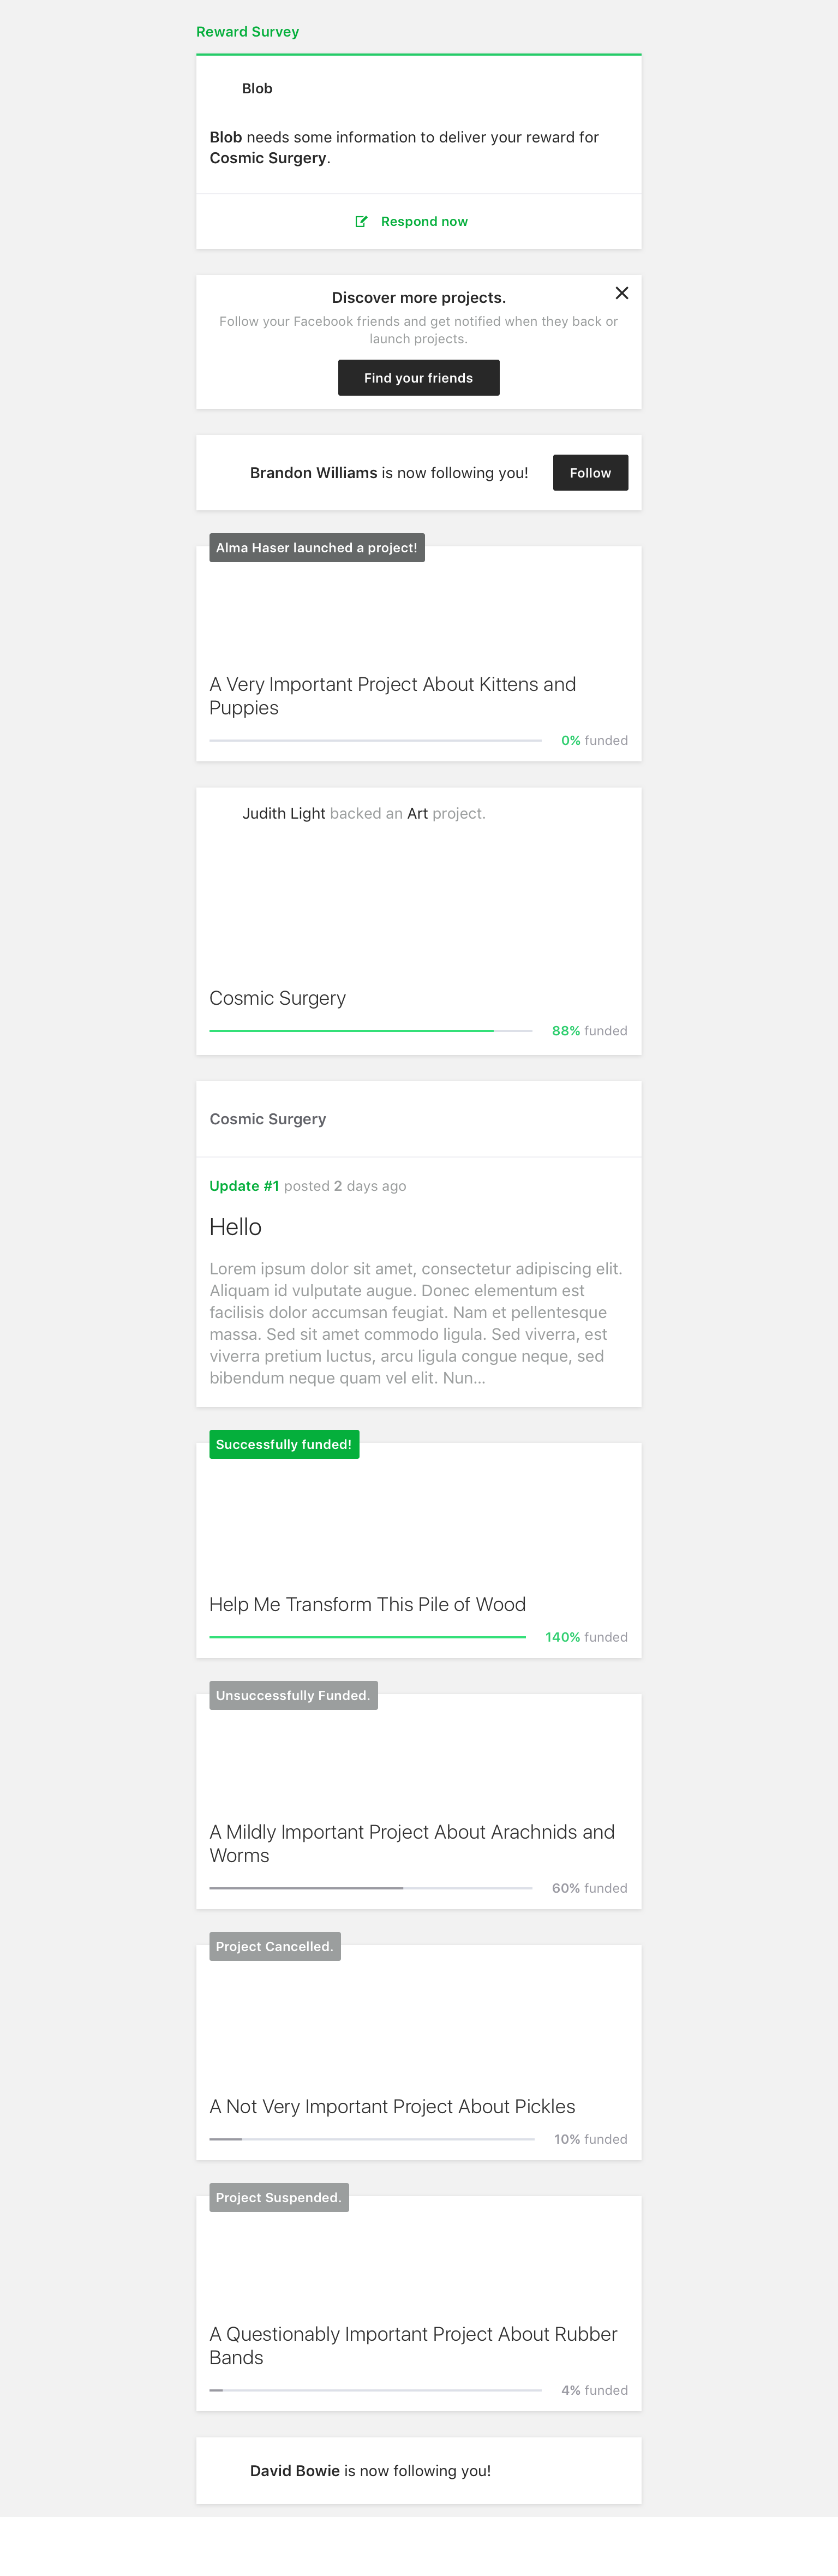 Reward Survey
Blob
Blob needs some information to deliver your reward for
Cosmic Surgery.
Respond now
Discover more projects.
Follow your Facebook friends and get notified when they back or
launch projects.
Find your friends
Brandon Williams is now following you!
Follow
Alma Haser launched a project!
A Very Important Project About Kittens and
Puppies
0% funded
Judith Light backed an Art project.
Cosmic Surgery
88% funded
Cosmic Surgery
Update #1 posted 2 days ago
Hello
Lorem ipsum dolor sit amet, consectetur adipiscing elit.
Aliquam id vulputate augue. Donec elementum est
facilisis dolor accumsan feugiat. Nam et pellentesque
massa. Sed sit amet commodo ligula. Sed viverra, est
viverra pretium luctus, arcu ligula congue neque, sed
bibendum neque quam vel elit. Nun...
Successfully funded!
Help Me Transform This Pile of Wood
140% funded
Unsuccessfully Funded.
A Mildly Important Project About Arachnids and
Worms
60% funded
Project Cancelled.
A Not Very Important Project About Pickles
10% funded
Project Suspended.
A Questionably Important Project About Rubber
Bands
4% funded
David Bowie is now following you!